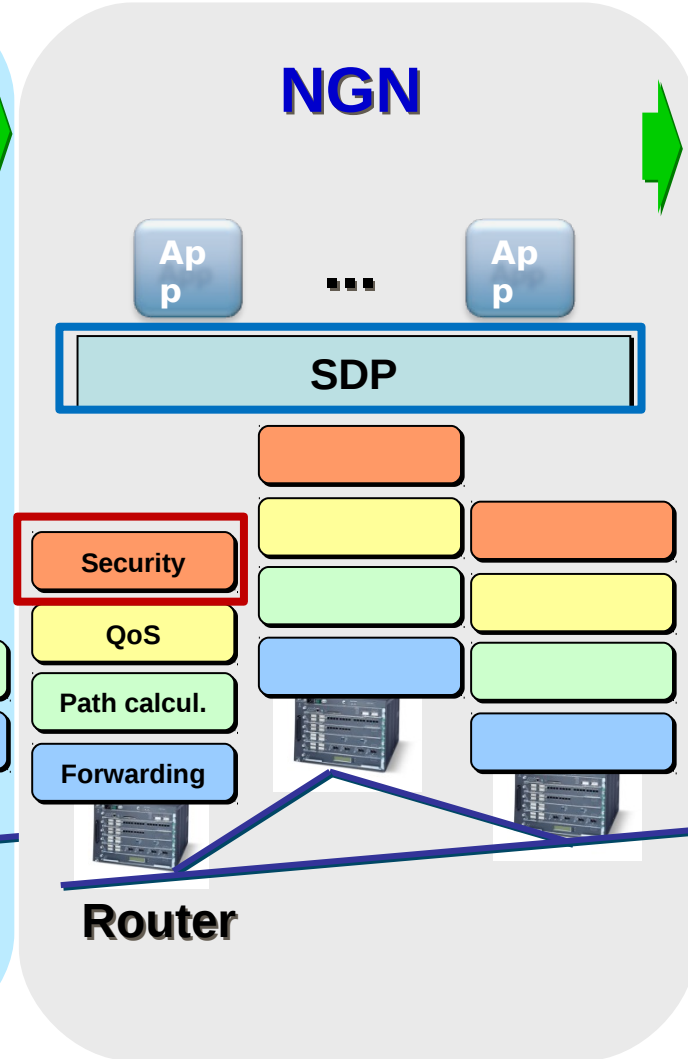 NGN
Ap
p
...
Ap
p
SDP
Security
QoS
Path calcul.
Forwarding
Router